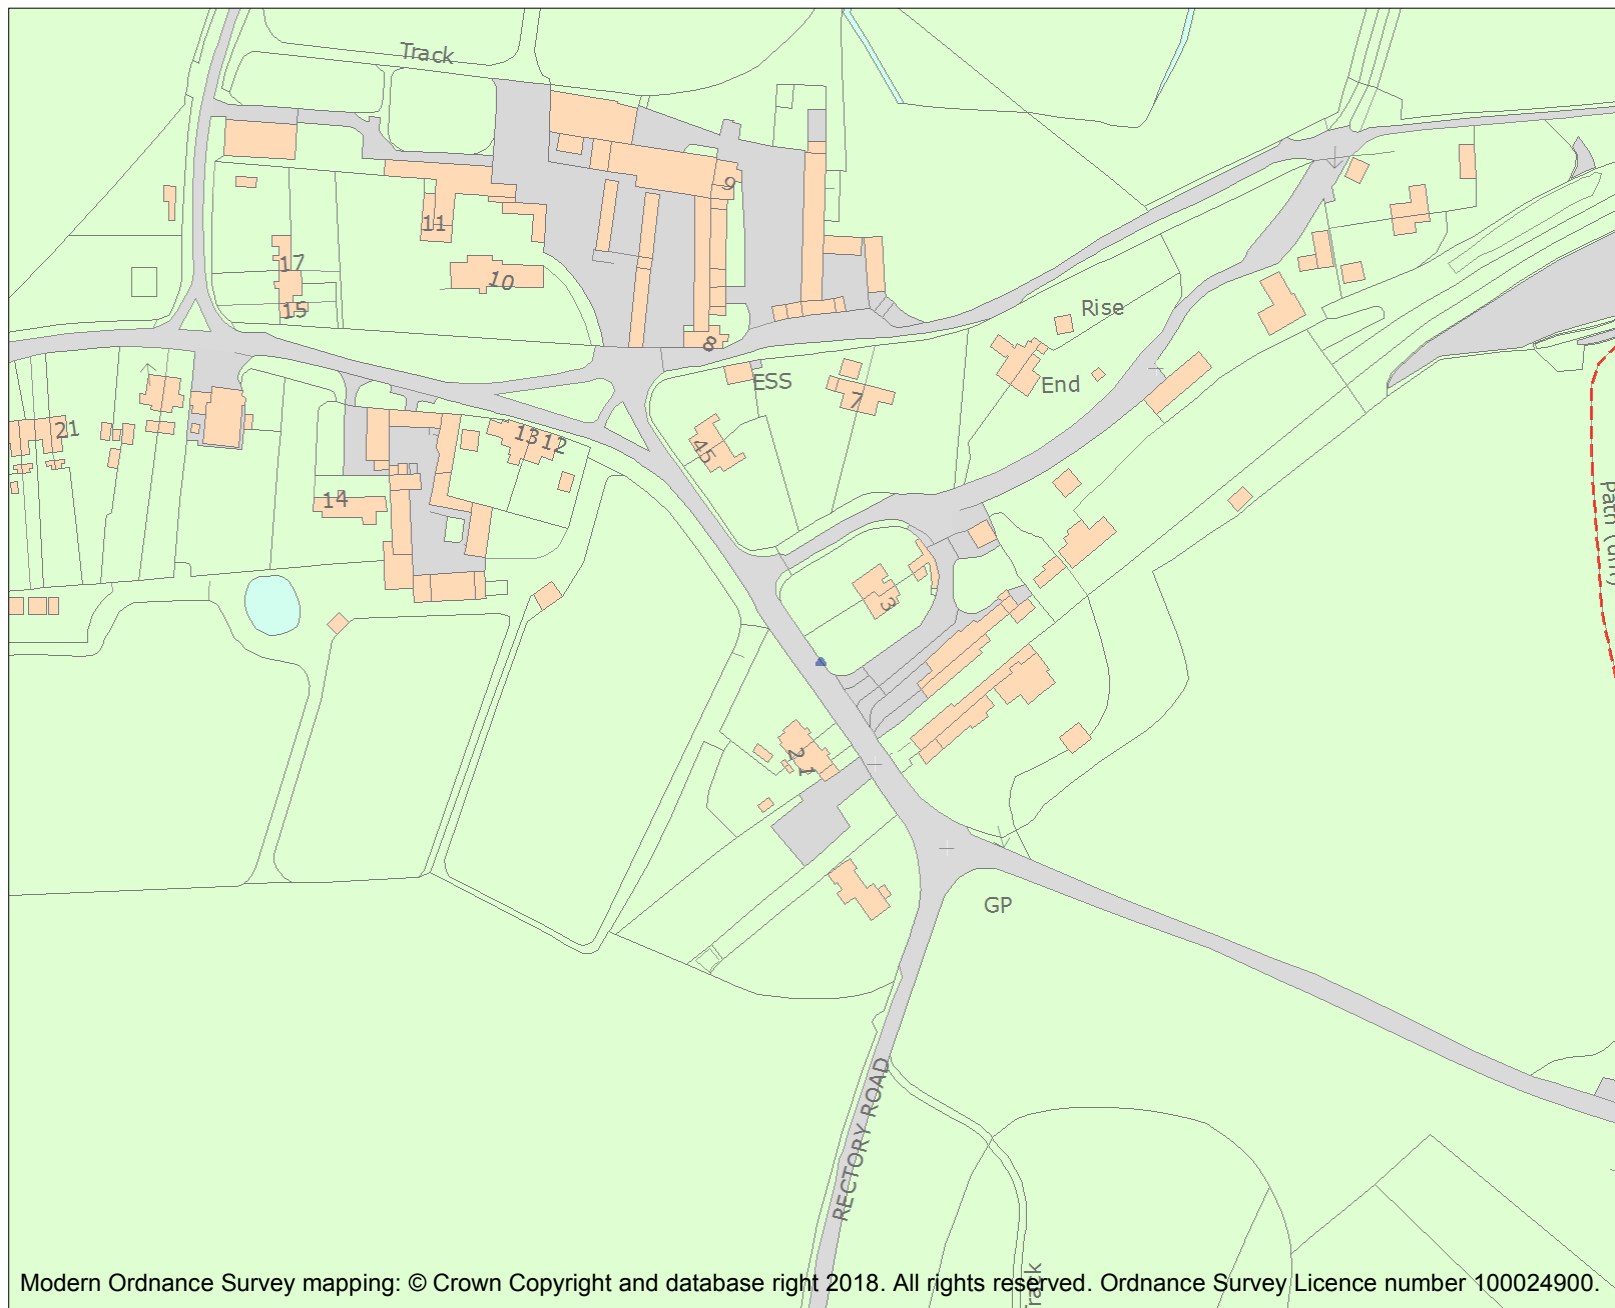 Track
9
11
17
10
15
Rise
8
ESS
End
7
21
13
12
45
14
Path (um)
3
2
1
GP
RECTORY ROAD
Track
Modern Ordnance Survey mapping: © Crown Copyright and database right 2018. All rights reserved. Ordnance Survey Licence number 100024900.